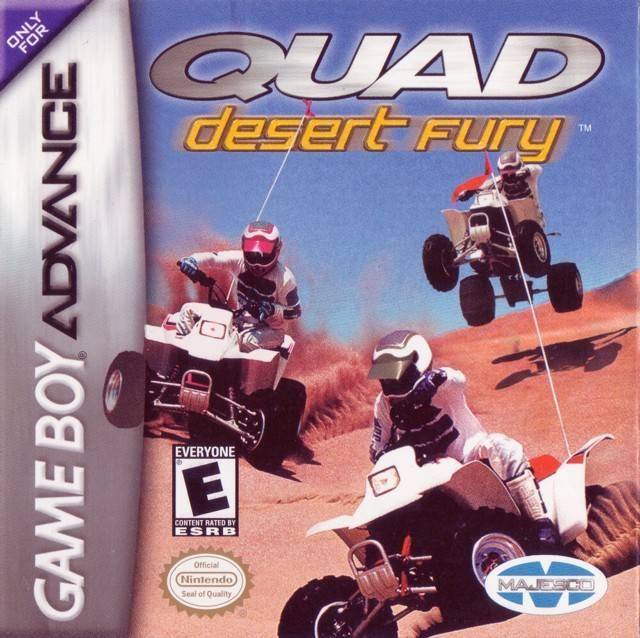 ONLY
FOR
GAME BOY ADVANCE
QUAD
desert Fury
TM
EVERYONE
E
CONTENT RATED BY
ESRB
Official
Nintendo
Seal of Quality
MAJESCO